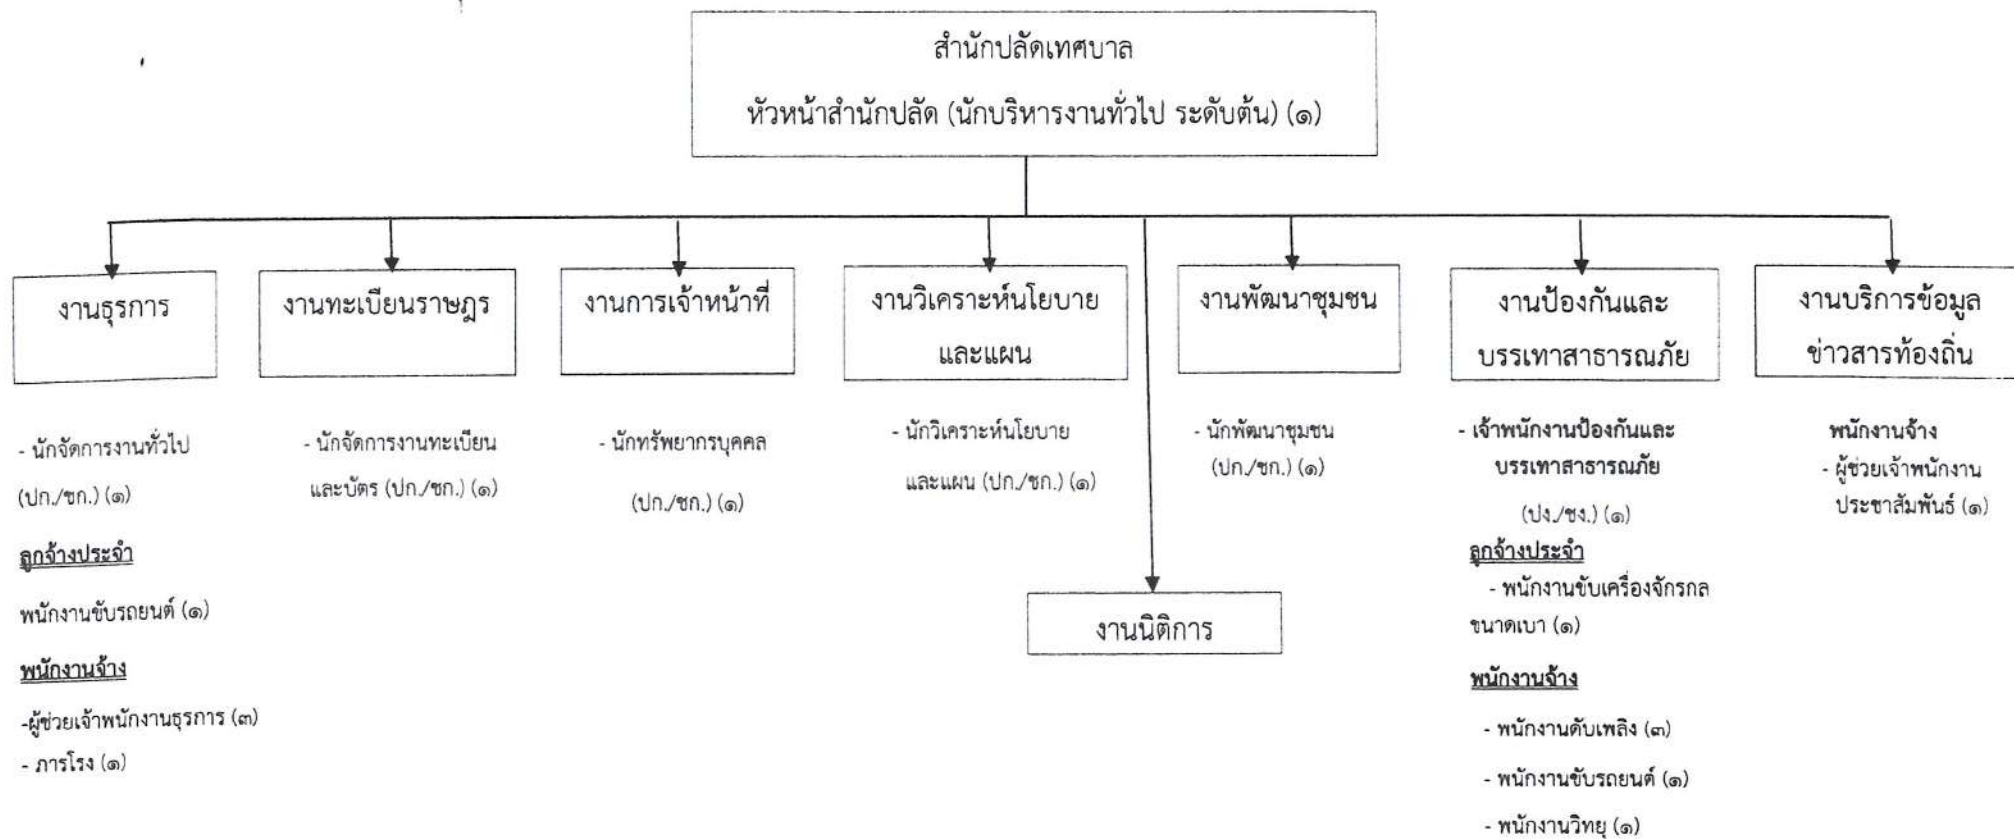 สำนักปลัดเทศบาล
หัวหน้าสำนักปลัด (นักบริหารงานทั่วไป ระดับต้น) (๑)
งานธุรการ
- นักจัดการงานทั่วไป
(ปก./ชก.) (๑)
ลูกจ้างประจำ
พนักงานขับรถยนต์ (๑)
พนักงานจ้าง
-ผู้ช่วยเจ้าพนักงานธุรการ (๓)
- ภารโรง (๑)
งานทะเบียนราษฎร
- นักจัดการงานทะเบียน
และบัตร (ปก./ชก.) (๑)
งานการเจ้าหน้าที่
- นักทรัพยากรบุคคล
(ปก./ชก.) (๑)
งานวิเคราะห์นโยบาย
และแผน
- นักวิเคราะห์นโยบาย
และแผน (ปก./ชก.) (๑)
งานนิติการ
งานพัฒนาชุมชน
- นักพัฒนาชุมชน
(ปก./ชก.) (๑)
งานป้องกันและ
บรรเทาสาธารณภัย
- เจ้าพนักงานป้องกันและ
บรรเทาสาธารณภัย
(ปง./ชง.) (๑)
ลูกจ้างประจำ
- พนักงานขับเครื่องจักรกล
ขนาดเบา (๑)
พนักงานจ้าง
- พนักงานดับเพลิง (๓)
- พนักงานขับรถยนต์ (๑)
- พนักงานวิทยุ (๑)
งานบริการข้อมูล
ข่าวสารท้องถิ่น
พนักงานจ้าง
- ผู้ช่วยเจ้าพนักงาน
ประชาสัมพันธ์ (๑)